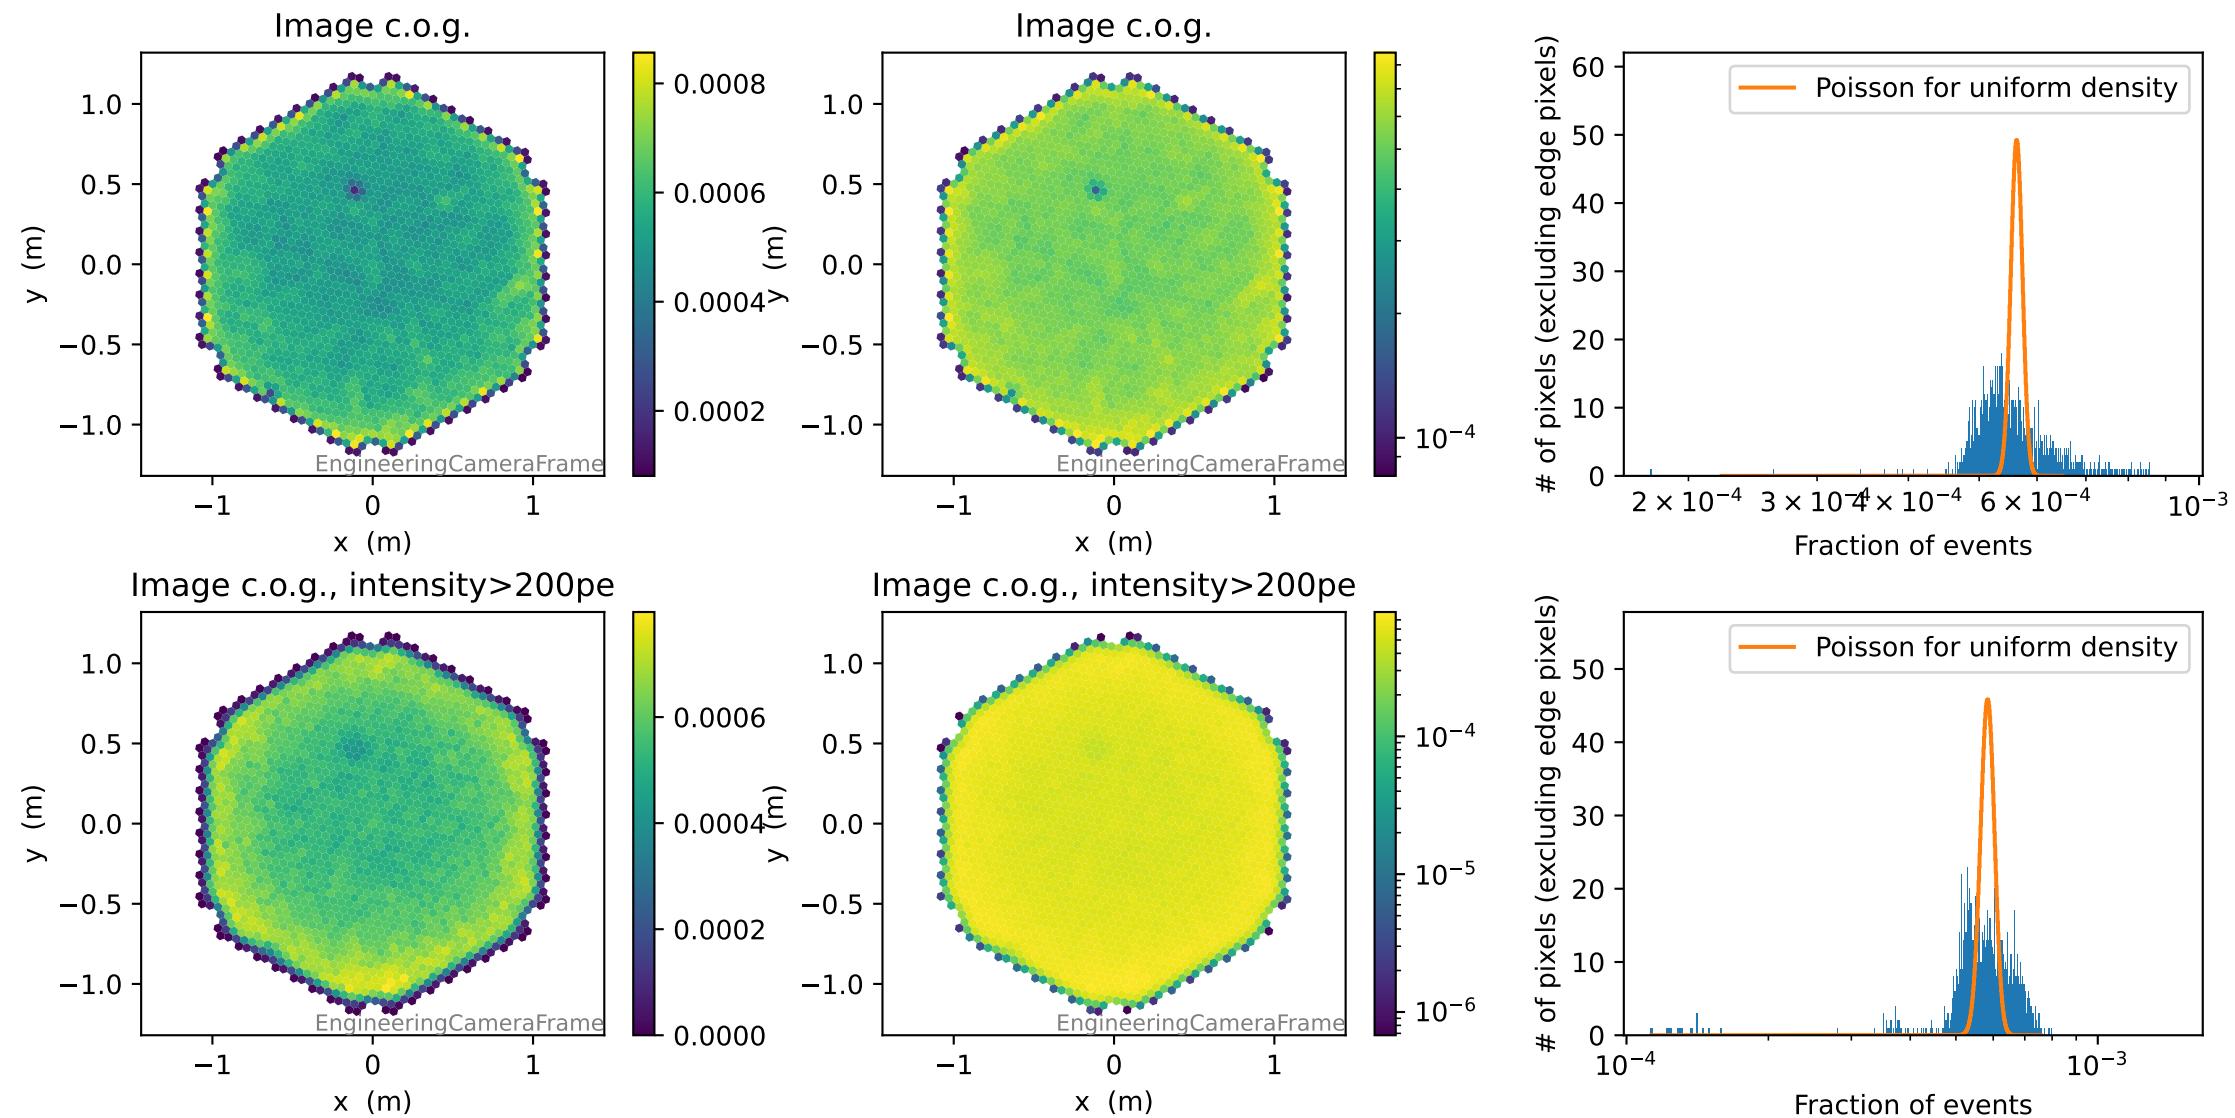 Image c.o.g.
1.0
0.5
0.0
−0.5
−1.0
y (m)
−1 0 1
x (m)
EngineeringCameraFrame
0.0008
0.0006
0.0004
0.0002
Image c.o.g.
1.0
0.5
0.0
−0.5
−1.0
y (m)
−1 0 1
x (m)
EngineeringCameraFrame
10⁻⁴
Poisson for uniform density
60
50
40
30
20
10
0
# of pixels (excluding edge pixels)
2 × 10⁻⁴ 3 × 10⁻⁴ 4 × 10⁻⁴ 6 × 10⁻⁴ 10⁻³
Fraction of events
Image c.o.g., intensity>200pe
1.0
0.5
0.0
−0.5
−1.0
y (m)
−1 0 1
x (m)
EngineeringCameraFrame
0.0006
0.0004
0.0002
0.0000
Image c.o.g., intensity>200pe
1.0
0.5
0.0
−0.5
−1.0
y (m)
−1 0 1
x (m)
EngineeringCameraFrame
10⁻⁴
10⁻⁵
10⁻⁶
Poisson for uniform density
50
40
30
20
10
0
# of pixels (excluding edge pixels)
10⁻⁴ 10⁻³
Fraction of events